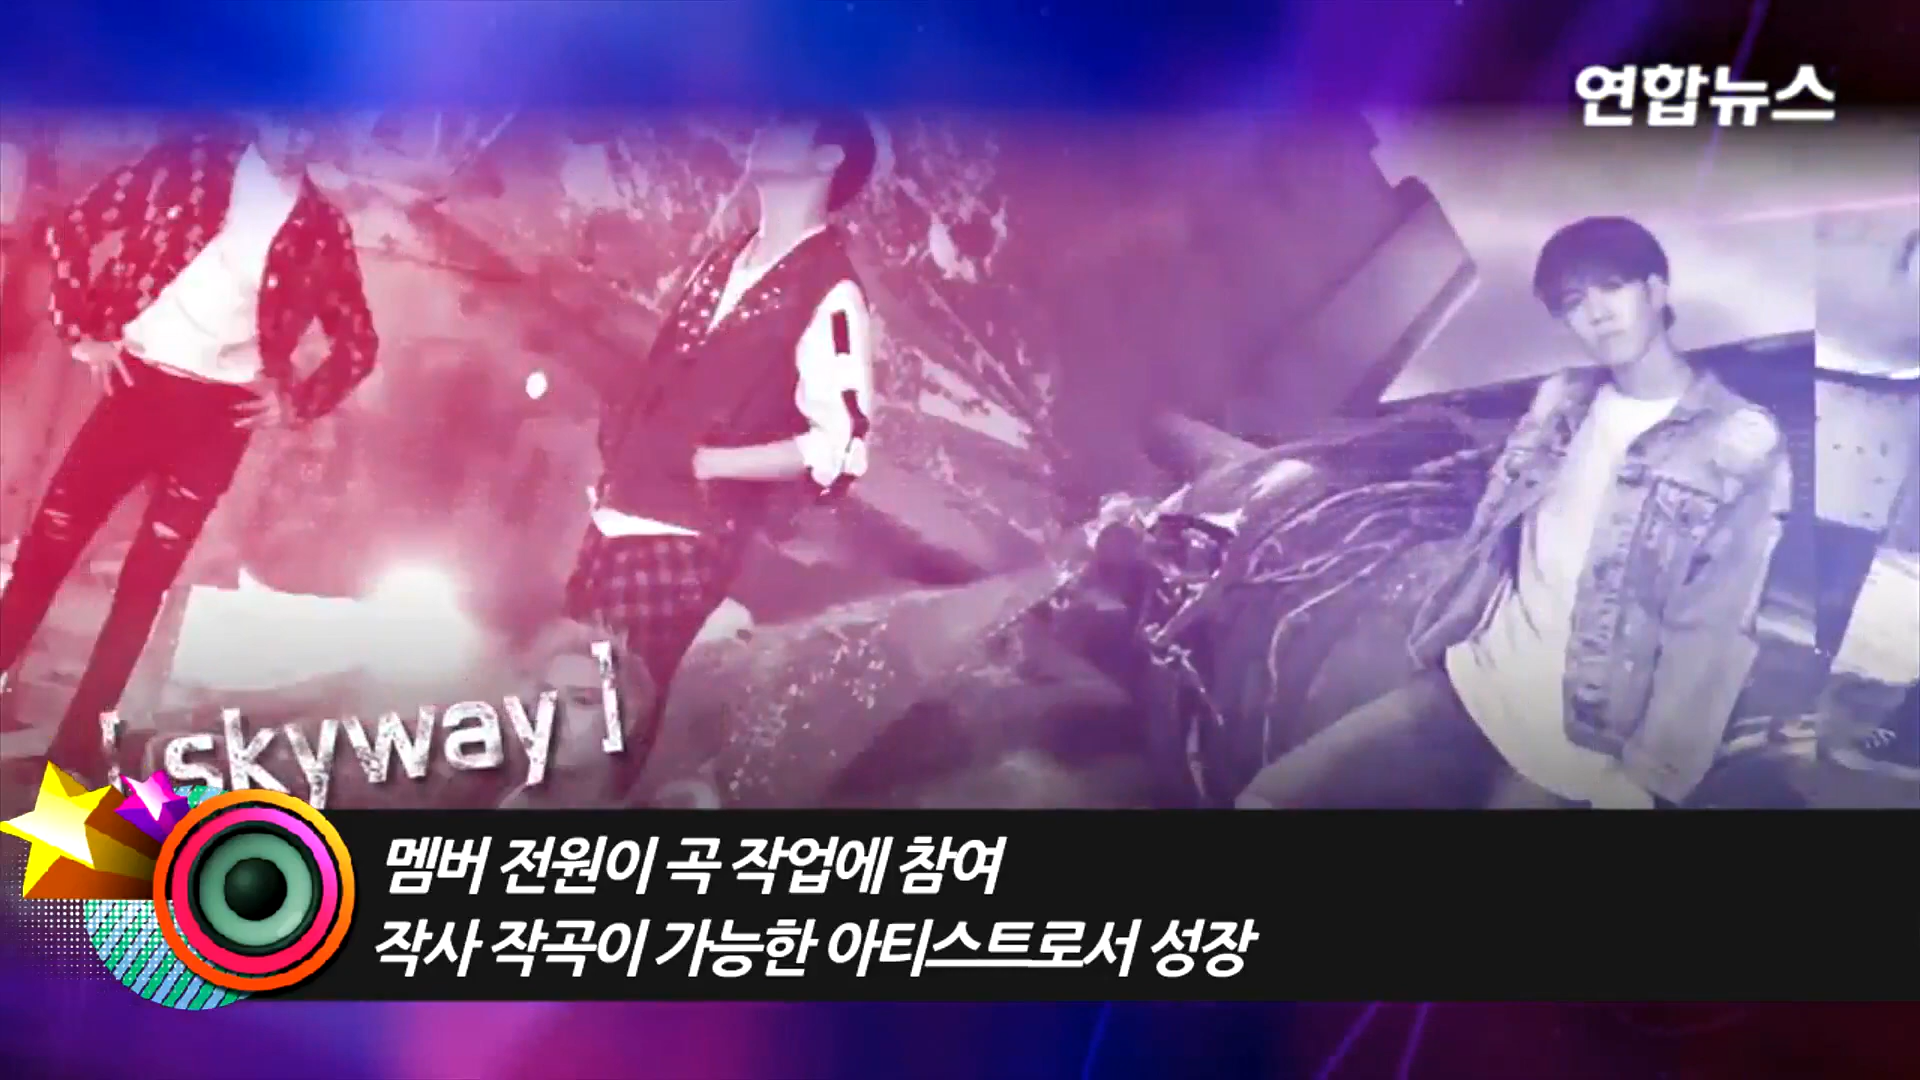 연합뉴스
[ skyway ]
멤버 전원이 곡 작업에 참여
작사 작곡이 가능한 아티스트로서 성장